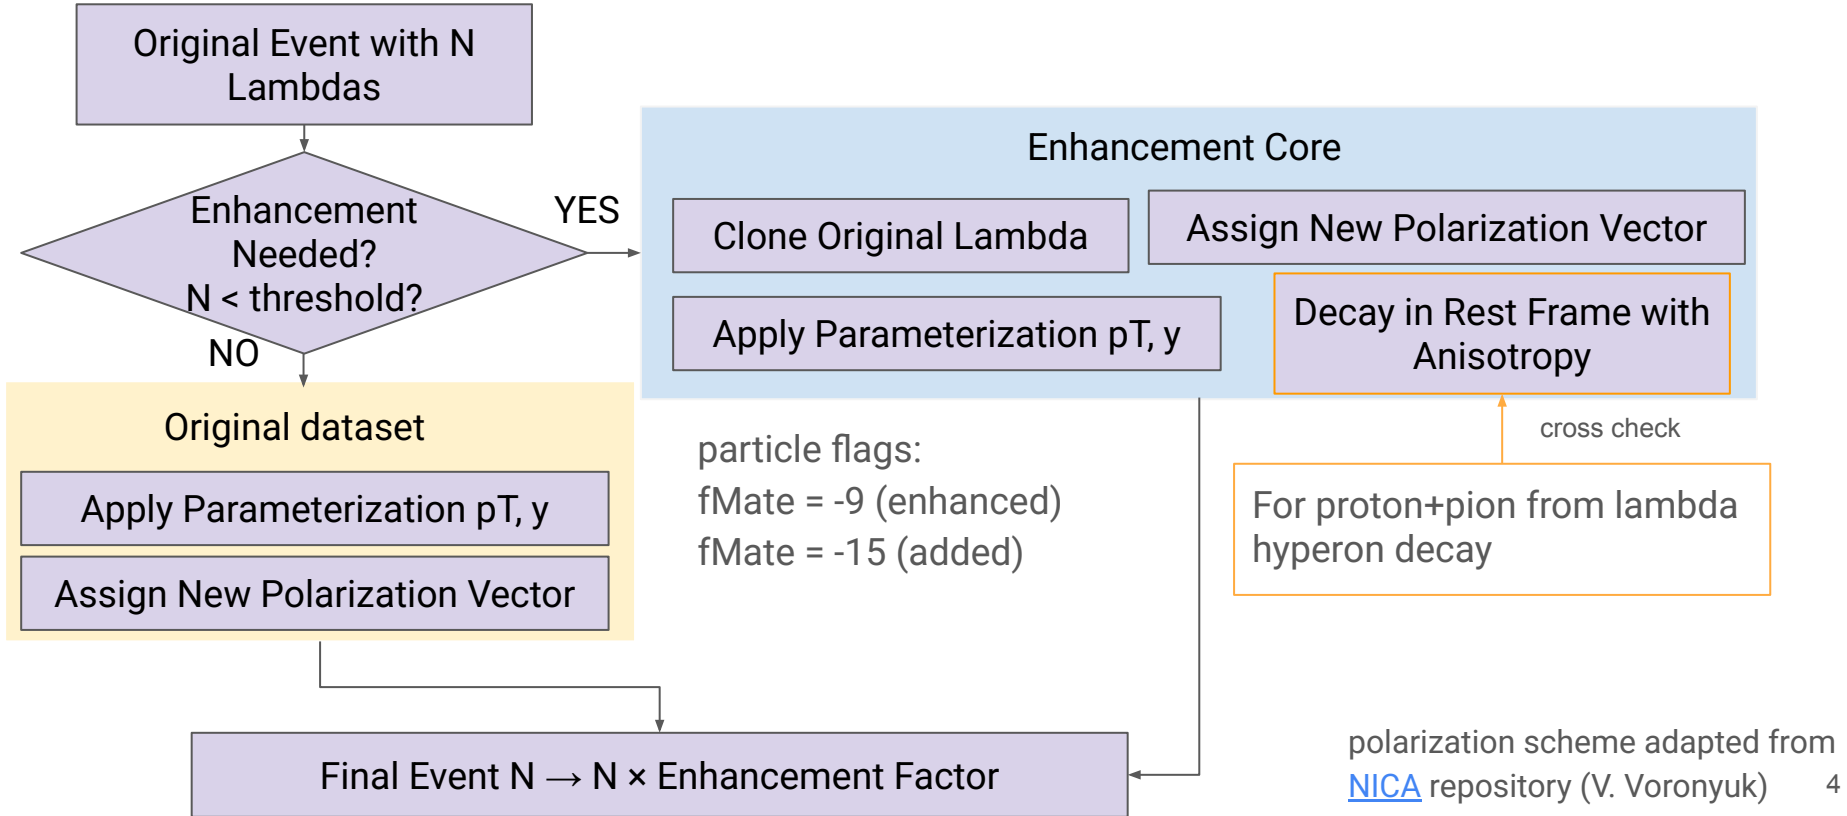 Original Event with N
Lambdas
Enhancement
Needed?
N < threshold?
YES
NO
Enhancement Core
Clone Original Lambda
Assign New Polarization Vector
Apply Parameterization pT, y
Decay in Rest Frame with
Anisotropy
Original dataset
Apply Parameterization pT, y
Assign New Polarization Vector
particle flags:
fMate = -9 (enhanced)
fMate = -15 (added)
cross check
For proton+pion from lambda
hyperon decay
Final Event N → N × Enhancement Factor
polarization scheme adapted from
NICA repository (V. Voronyuk)
4